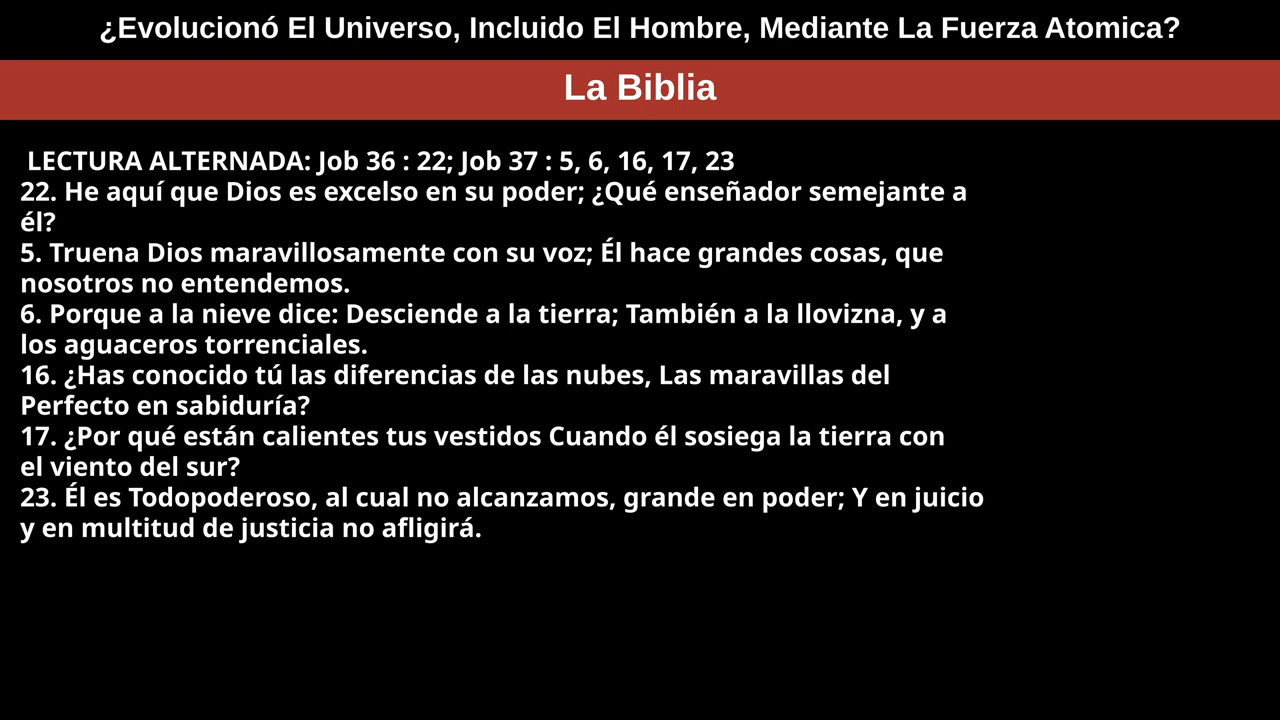 ¿Evolucionó El Universo, Incluido El Hombre, Mediante La Fuerza Atomica?
La Biblia
LECTURA ALTERNADA: Job 36 : 22; Job 37 : 5, 6, 16, 17, 23
22. He aquí que Dios es excelso en su poder; ¿Qué enseñador semejante a
él?
5. Truena Dios maravillosamente con su voz; Él hace grandes cosas, que
nosotros no entendemos.
6. Porque a la nieve dice: Desciende a la tierra; También a la llovizna, y a
los aguaceros torrenciales.
16. ¿Has conocido tú las diferencias de las nubes, Las maravillas del
Perfecto en sabiduría?
17. ¿Por qué están calientes tus vestidos Cuando él sosiega la tierra con
el viento del sur?
23. Él es Todopoderoso, al cual no alcanzamos, grande en poder; Y en juicio
y en multitud de justicia no afligirá.